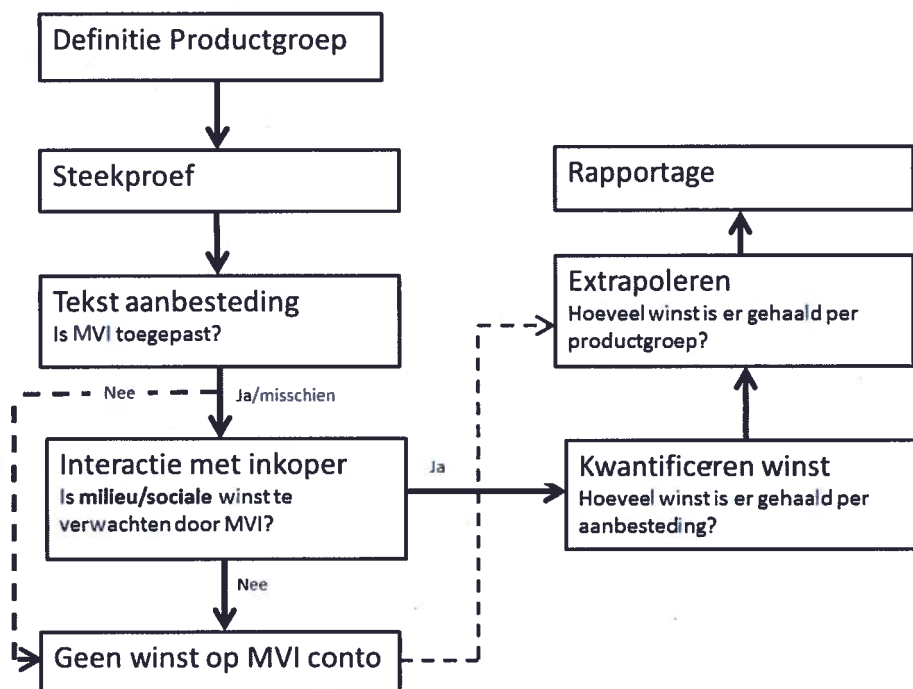 Definitie Productgroep
Steekproef
Tekst aanbesteding
Is MVI toegepast?
Nee
Ja/misschien
Interactie met inkoper
Is milieu/sociale winst te
verwachten door MVI?
Ja
Nee
Geen winst op MVI conto
Rapportage
Extrapoleren
Hoeveel winst is er gehaald per
productgroep?
Kwantificeren winst
Hoeveel winst is er gehaald per
aanbesteding?